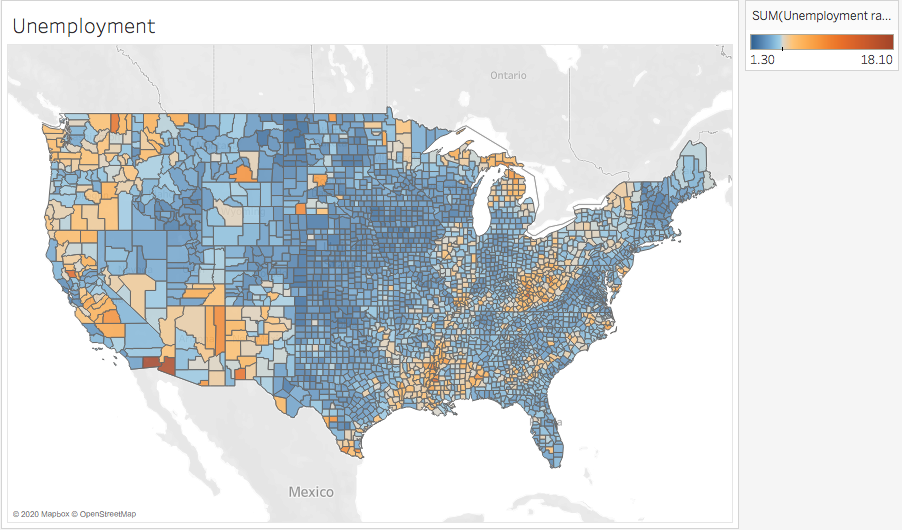 Unemployment
SUM(Unemployment ra...
1.30
18.10
Ontario
Mexico
© 2020 Mapbox © OpenStreetMap